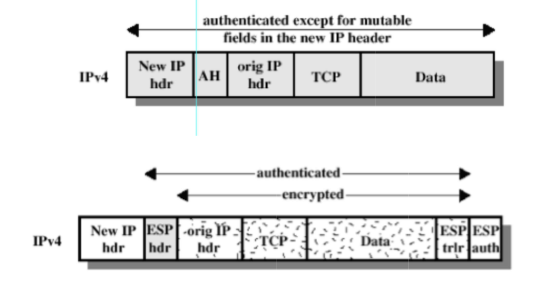 authenticated except for mutable
fields in the new IP header
IPv4
New IP hdr
AH
orig IP hdr
TCP
Data
authenticated
encrypted
IPv4
New IP hdr
ESP hdr
orig IP hdr
TCP
Data
ESP trlr
ESP auth